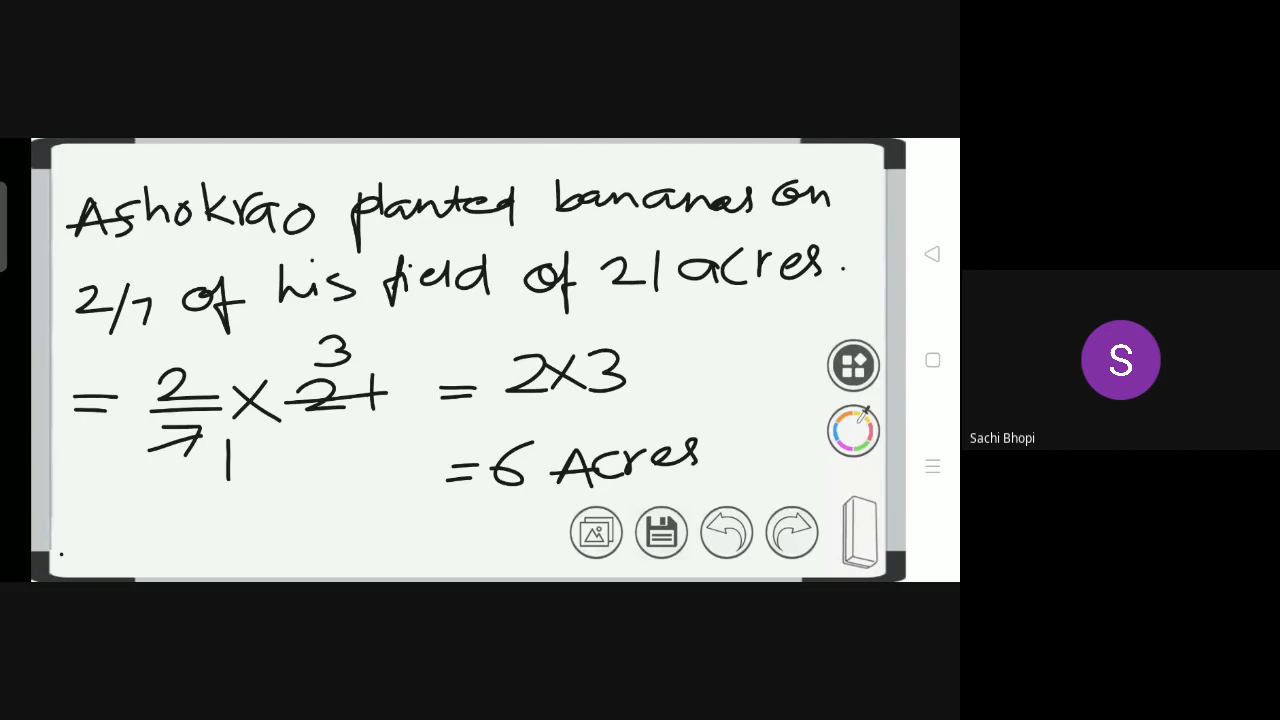 Ashokrao planted bananas on
2/7 of his field of 21 acres.
= 2/7 × 21 = 2×3
3
1
= 6 Acres
S
Sachi Bhopi